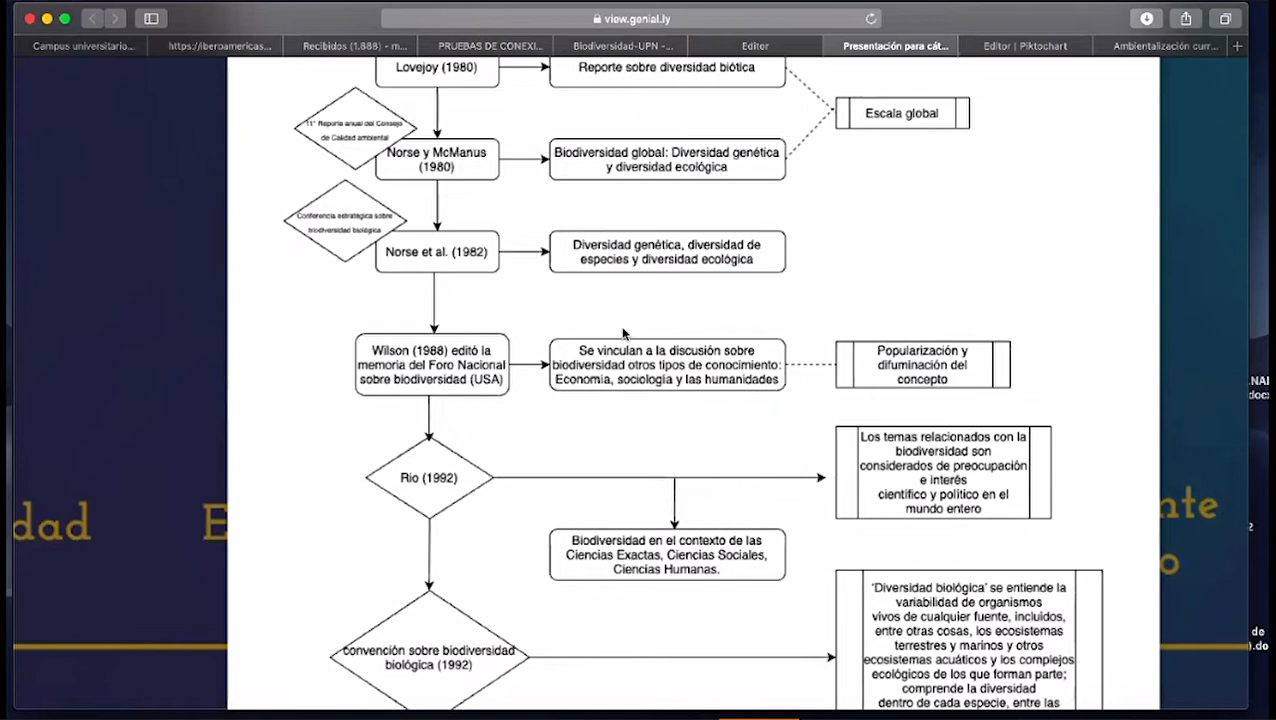 view.genial.ly
Campus universitario...
https://iberoamericas...
Recibidos (1.888) - m...
PRUEBAS DE CONEXI...
Biodiversidad-UPN -...
Editor
Presentación para cát...
Editor | Piktochart
Ambientalización curr...
Lovejoy (1980)
Reporte sobre diversidad biótica
Escala global
11° Reporte anual del Consejo
de Calidad ambiental
Norse y McManus
(1980)
Biodiversidad global: Diversidad genética
y diversidad ecológica
Conferencia estratégica sobre
biodiversidad biológica
Norse et al. (1982)
Diversidad genética, diversidad de
especies y diversidad ecológica
Wilson (1988) editó la
memoria del Foro Nacional
sobre biodiversidad (USA)
Se vinculan a la discusión sobre
biodiversidad otros tipos de conocimiento:
Economía, sociología y las humanidades
Popularización y
difuminación del
concepto
Rio (1992)
Los temas relacionados con la
biodiversidad son
considerados de preocupación
e interés
científico y político en el
mundo entero
Biodiversidad en el contexto de las
Ciencias Exactas, Ciencias Sociales,
Ciencias Humanas.
convención sobre biodiversidad
biológica (1992)
'Diversidad biológica' se entiende la
variabilidad de organismos
vivos de cualquier fuente, incluidos,
entre otras cosas, los ecosistemas
terrestres y marinos y otros
ecosistemas acuáticos y los complejos
ecológicos de los que forman parte;
comprende la diversidad
dentro de cada especie, entre las
dad
E
nte
o
de
).do